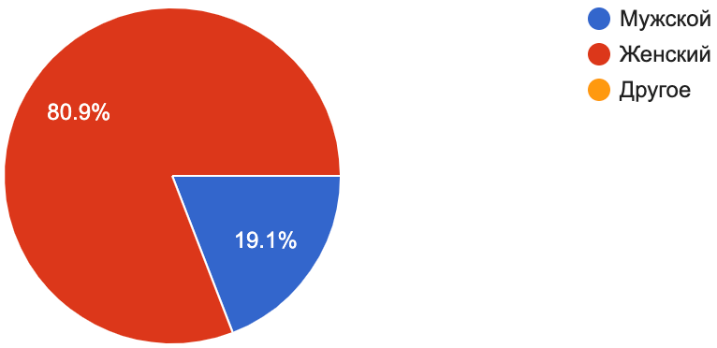 Мужской
Женский
Другое
80.9%
19.1%